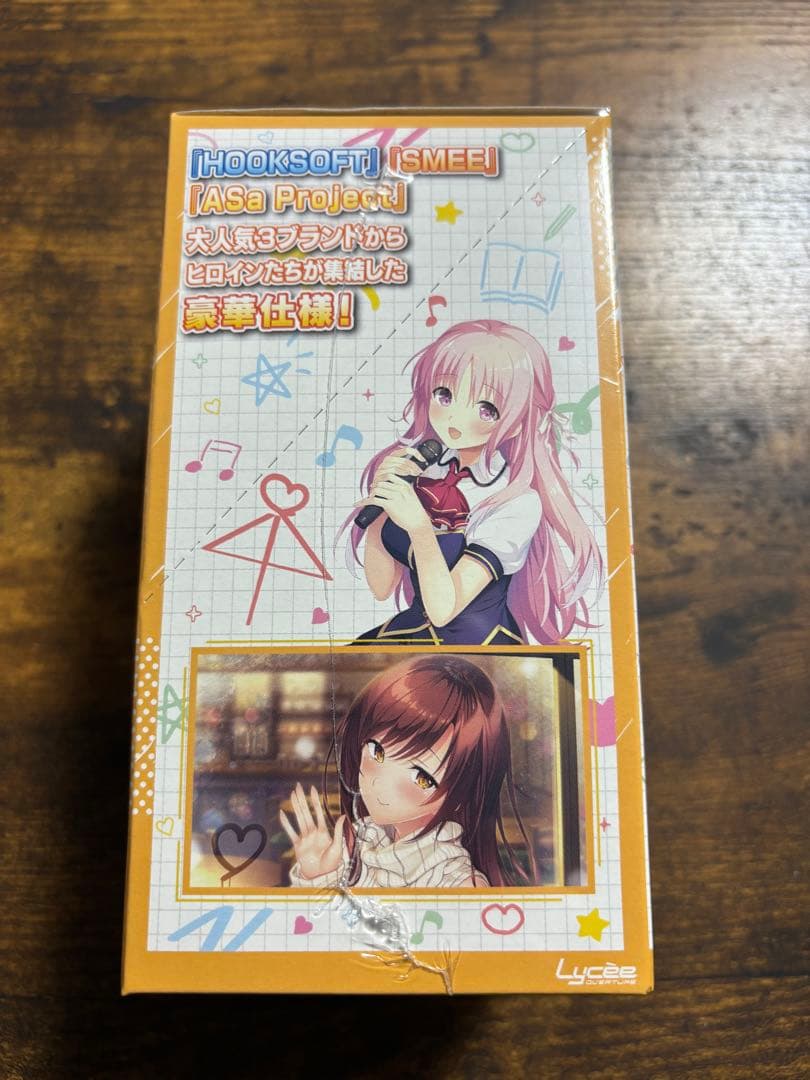 『HOOKSOFT』『SMEE』
『ASa Project』
大人気3ブランドから
ヒロインたちが集結した
豪華仕様!
Lycèe
OVERTURE